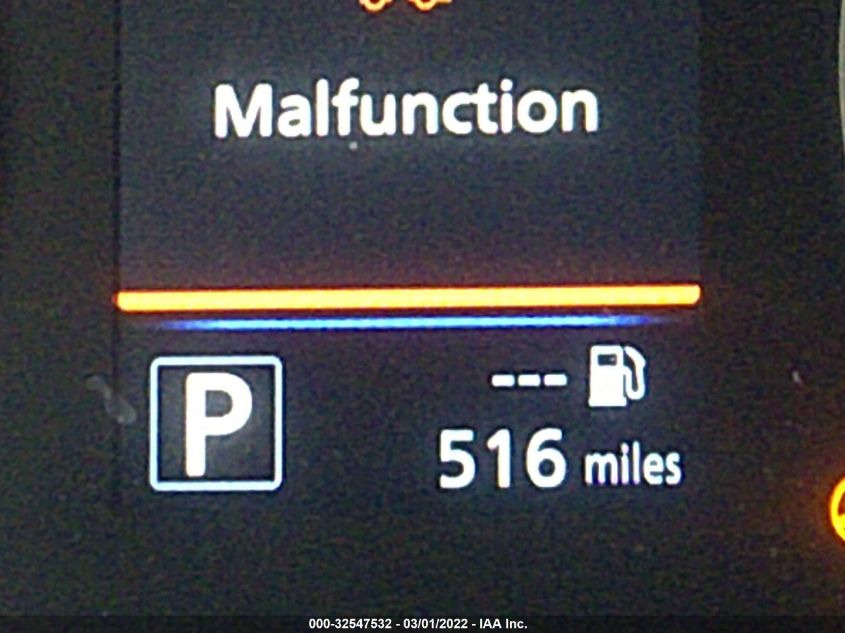 Malfunction
P
---
516 miles
000-32547532 - 03/01/2022 - IAA Inc.